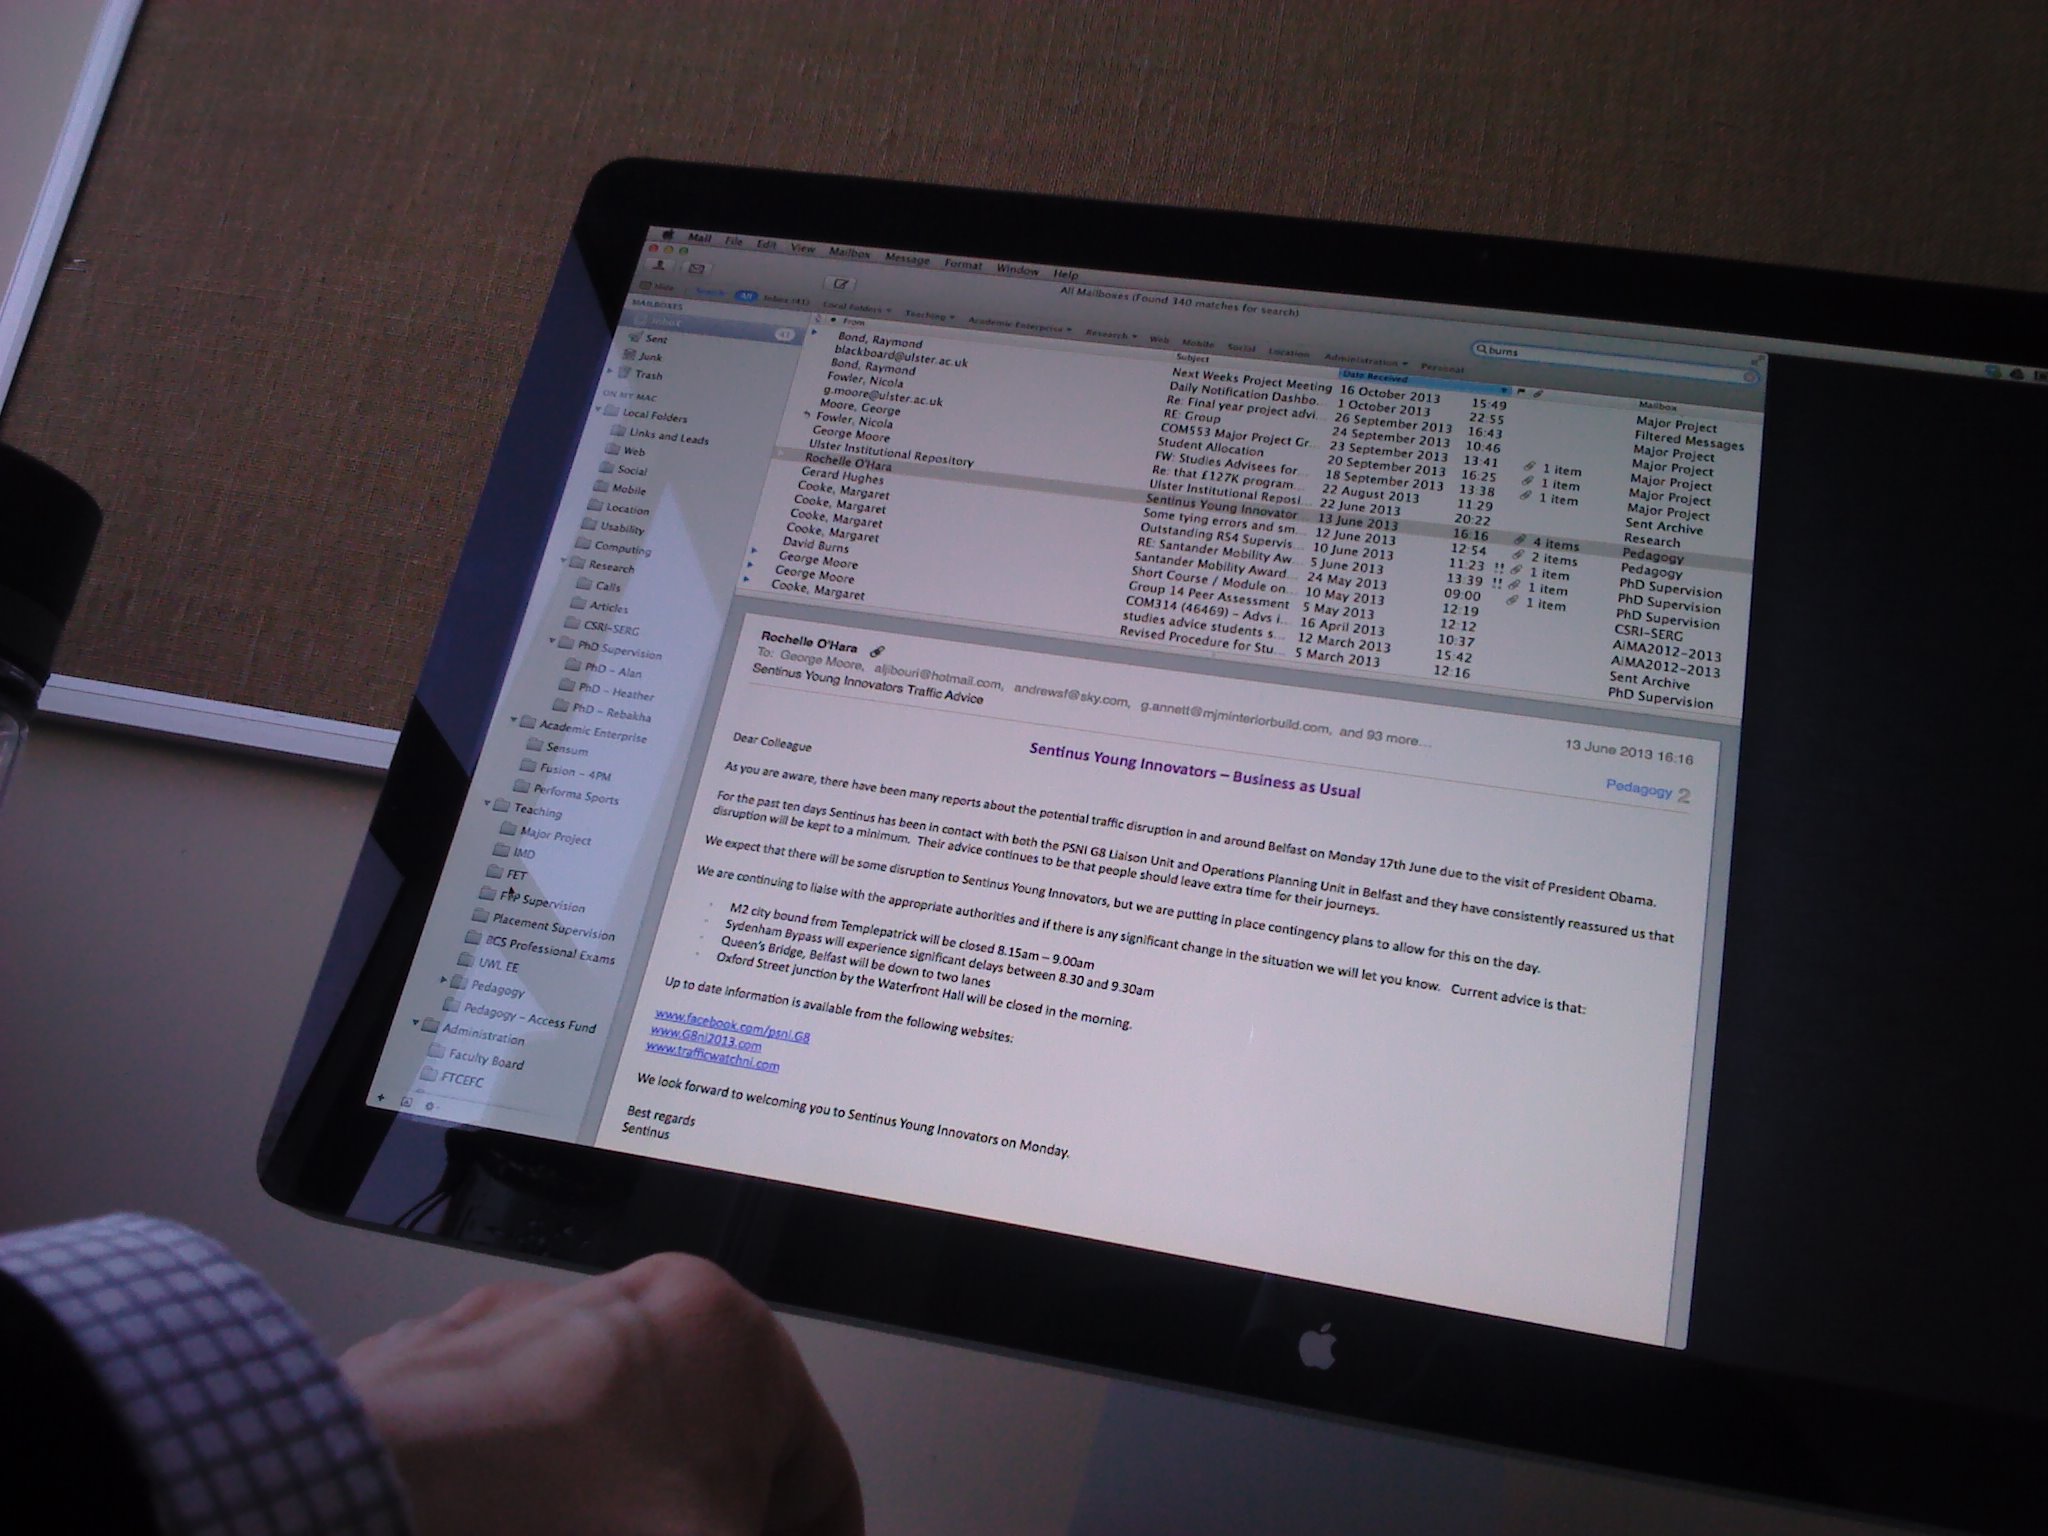 Mail File Edit View Mailbox Message Format Window Help
All Mailboxes (Found 340 matches for search)
burns
Hide Search All Inbox (41) Local Folders Teaching Academic Enterprise Research Web Mobile Social Location Administration Personal
MAILBOXES
Inbox
Sent
Junk
Trash
ON MY MAC
Local Folders
Links and Leads
Web
Social
Mobile
Location
Usability
Computing
Research
Calls
Articles
CSRI-SERG
PhD Supervision
PhD - Alan
PhD - Heather
PhD - Rebakha
Academic Enterprise
Sensum
Fusion - 4PM
Performa Sports
Teaching
Major Project
IMD
FET
Supervision
Placement Supervision
BCS Professional Exams
UWL EE
Pedagogy
Pedagogy - Access Fund
Administration
Faculty Board
FTCEFC
From Subject Date Received Mailbox
Bond, Raymond Next Weeks Project Meeting 16 October 2013 15:49 Major Project
blackboard@ulster.ac.uk Daily Notification Dashbo... 1 October 2013 22:55 Filtered Messages
Bond, Raymond Re: Final year project advi... 26 September 2013 16:43 Major Project
Fowler, Nicola RE: Group 24 September 2013 10:46 Major Project
g.moore@ulster.ac.uk COM553 Major Project Gr... 23 September 2013 13:41 1 item Major Project
Moore, George Student Allocation 20 September 2013 16:25 1 item Major Project
Fowler, Nicola FW: Studies Advisees for... 18 September 2013 13:38 1 item Major Project
George Moore Re: that £127K program... 22 August 2013 11:29 Sent Archive
Ulster Institutional Repository Ulster Institutional Reposi... 22 June 2013 20:22 Research
Rochelle O'Hara Sentinus Young Innovator... 13 June 2013 16:16 4 items Pedagogy
Gerard Hughes Some tying errors and sm... 12 June 2013 12:54 2 items Pedagogy
Cooke, Margaret Outstanding RS4 Supervis... 10 June 2013 11:23 !! 1 item PhD Supervision
Cooke, Margaret RE: Santander Mobility Aw... 5 June 2013 13:39 !! 1 item PhD Supervision
Cooke, Margaret Santander Mobility Award... 24 May 2013 09:00 1 item PhD Supervision
Cooke, Margaret Short Course / Module on... 10 May 2013 12:19 CSRI-SERG
David Burns Group 14 Peer Assessment 5 May 2013 12:12 AiMA2012-2013
George Moore COM314 (46469) - Advs i... 16 April 2013 10:37 AiMA2012-2013
George Moore studies advice students s... 12 March 2013 15:42 Sent Archive
Cooke, Margaret Revised Procedure for Stu... 5 March 2013 12:16 PhD Supervision
Rochelle O'Hara
To: George Moore, aljibouri@hotmail.com, andrewsf@sky.com, g.annett@mjminteriorbuild.com, and 93 more...
Sentinus Young Innovators Traffic Advice
13 June 2013 16:16
Pedagogy 2
Sentinus Young Innovators – Business as Usual
Dear Colleague
As you are aware, there have been many reports about the potential traffic disruption in and around Belfast on Monday 17th June due to the visit of President Obama.
For the past ten days Sentinus has been in contact with both the PSNI G8 Liaison Unit and Operations Planning Unit in Belfast and they have consistently reassured us that
disruption will be kept to a minimum. Their advice continues to be that people should leave extra time for their journeys.
We expect that there will be some disruption to Sentinus Young Innovators, but we are putting in place contingency plans to allow for this on the day.
We are continuing to liaise with the appropriate authorities and if there is any significant change in the situation we will let you know. Current advice is that:
M2 city bound from Templepatrick will be closed 8.15am – 9.00am
Sydenham Bypass will experience significant delays between 8.30 and 9.30am
Queen's Bridge, Belfast will be down to two lanes
Oxford Street junction by the Waterfront Hall will be closed in the morning.
Up to date information is available from the following websites:
www.facebook.com/psni.G8
www.G8ni2013.com
www.trafficwatchni.com
We look forward to welcoming you to Sentinus Young Innovators on Monday.
Best regards
Sentinus